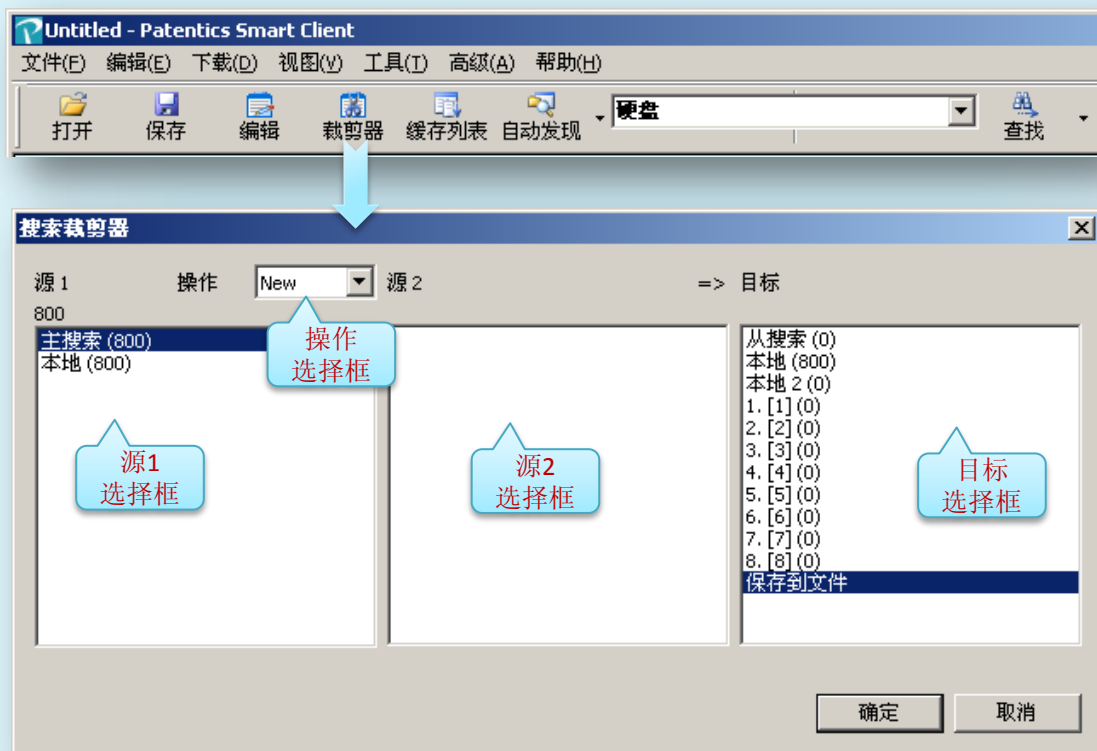 Untitled - Patentics Smart Client
文件(F) 编辑(E) 下载(D) 视图(V) 工具(T) 高级(A) 帮助(H)
打开 保存 编辑 裁剪器 缓存列表 自动发现 硬盘 查找
搜索裁剪器
源 1 操作 New 源 2 => 目标
800
主搜索 (800)
本地 (800)
操作
选择框
源1
选择框
源2
选择框
从搜索 (0)
本地 (800)
本地 2 (0)
1. [1] (0)
2. [2] (0)
3. [3] (0)
4. [4] (0)
5. [5] (0)
6. [6] (0)
7. [7] (0)
8. [8] (0)
保存到文件
目标
选择框
确定 取消